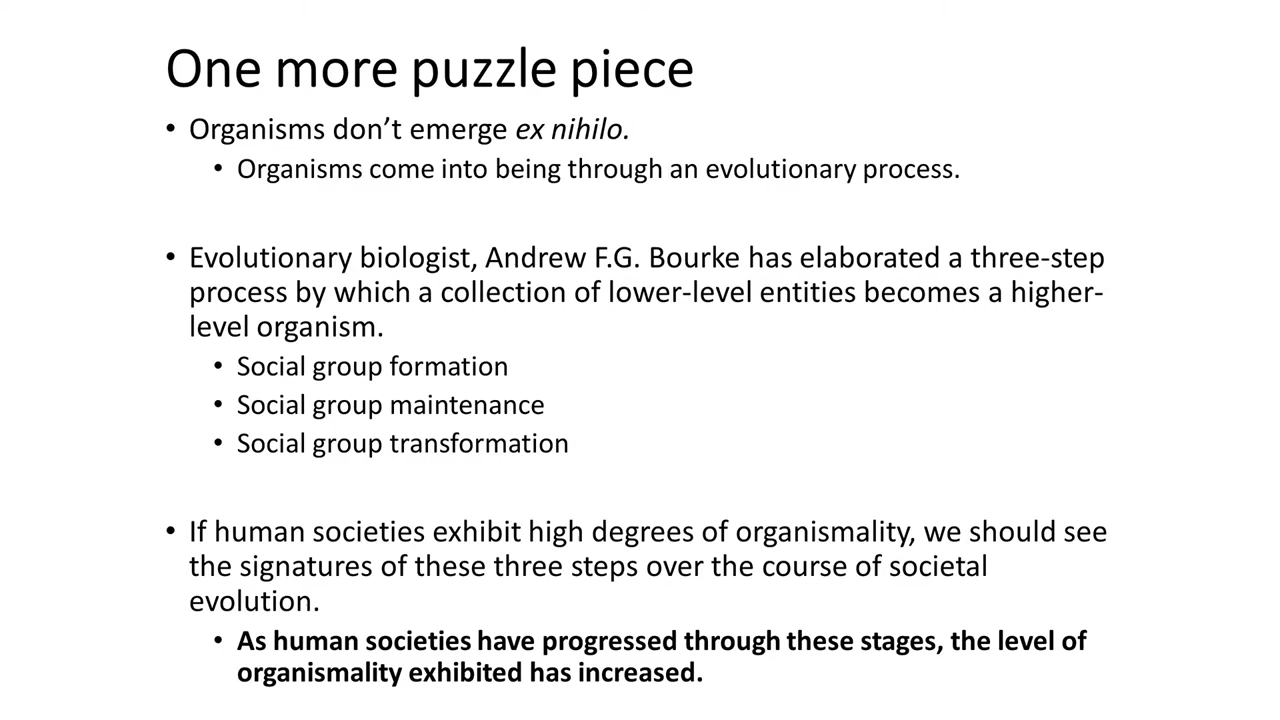 One more puzzle piece
• Organisms don’t emerge ex nihilo.
• Organisms come into being through an evolutionary process.
• Evolutionary biologist, Andrew F.G. Bourke has elaborated a three-step
process by which a collection of lower-level entities becomes a higher-
level organism.
• Social group formation
• Social group maintenance
• Social group transformation
• If human societies exhibit high degrees of organismality, we should see
the signatures of these three steps over the course of societal
evolution.
• As human societies have progressed through these stages, the level of
organismality exhibited has increased.